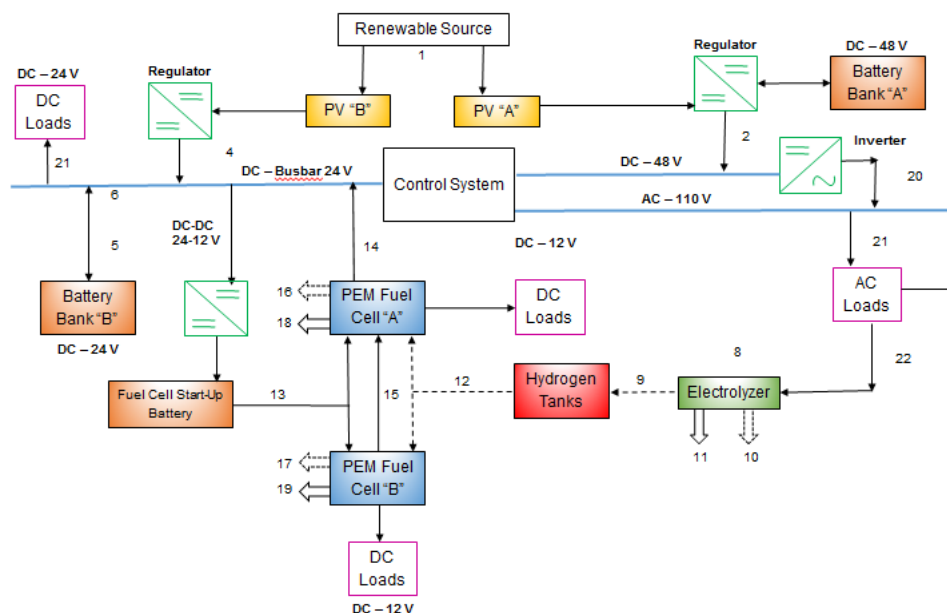 Renewable Source
1
Regulator
DC – 48 V
Battery
Bank "A"
DC – 24 V
DC
Loads
Regulator
PV "B"
PV "A"
2
Inverter
21
4
DC – Busbar 24 V
Control System
DC – 48 V
20
AC – 110 V
6
5
DC-DC
24-12 V
14
DC – 12 V
21
Battery
Bank "B"
DC – 24 V
16
18
PEM Fuel
Cell "A"
DC
Loads
AC
Loads
22
8
Fuel Cell Start-Up
Battery
13
15
12
Hydrogen
Tanks
9
Electrolyzer
11
10
17
19
PEM Fuel
Cell "B"
DC
Loads
DC – 12 V